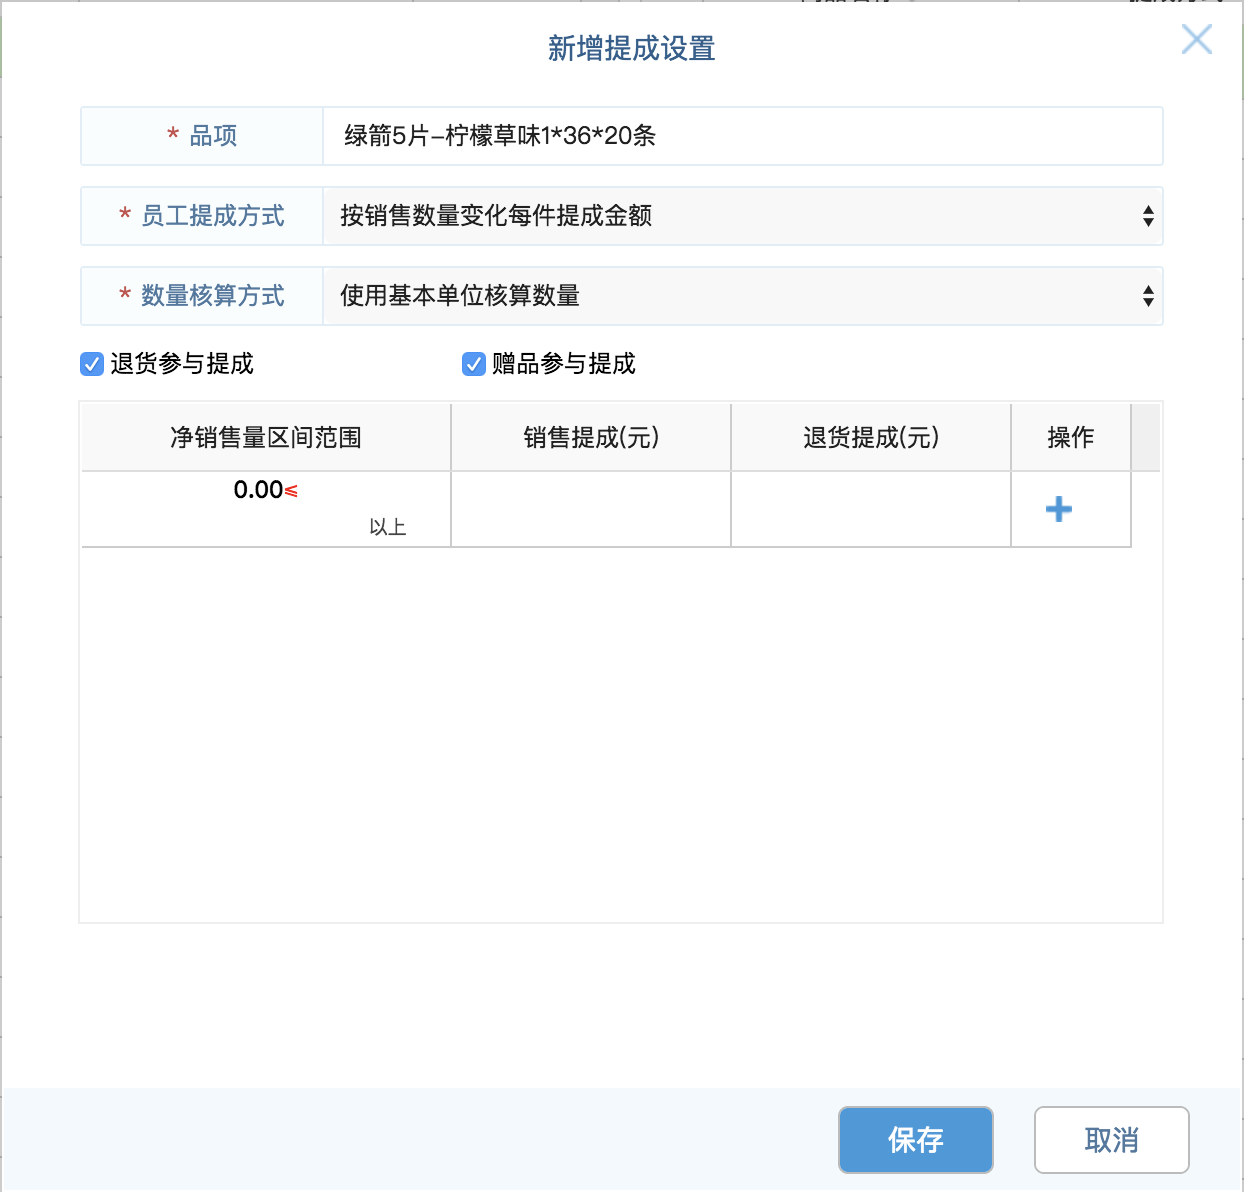 新增提成设置
* 品项 绿箭5片-柠檬草味1*36*20条
* 员工提成方式 按销售数量变化每件提成金额
* 数量核算方式 使用基本单位核算数量
退货参与提成 赠品参与提成
净销售量区间范围 销售提成(元) 退货提成(元) 操作
0.00≤
以上
保存 取消